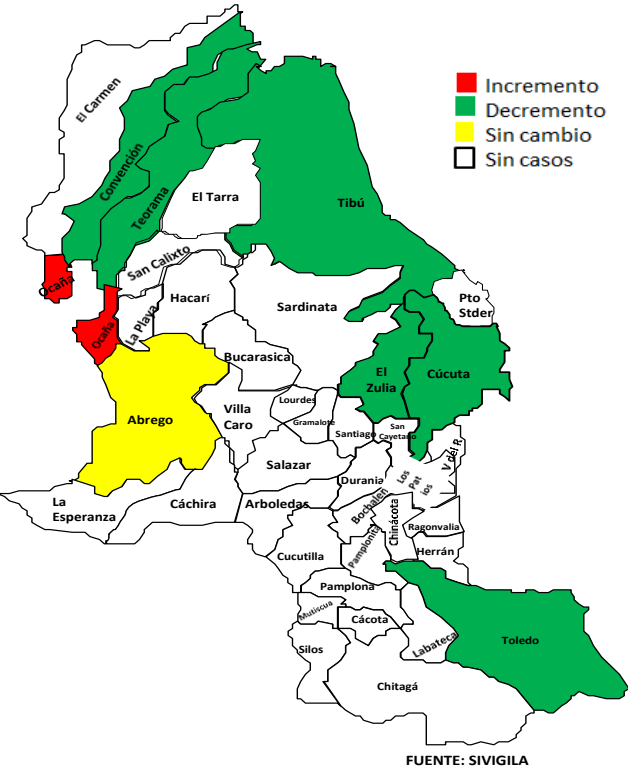 Incremento
Decremento
Sin cambio
Sin casos
El Carmen
Convención
Teorama
El Tarra
Tibú
San Calixto
Ocaña
Hacarí
Sardinata
Pto
Stder
La Playa
Ocaña
Bucarasica
El
Zulia
Cúcuta
Abrego
Villa
Caro
Lourdes
Gramalote
Santiago
San
Cayetano
V del R.
Salazar
Durania
Los
Pat
ios
La
Esperanza
Cáchira
Arboledas
Bochalen
Chinácota
Ragonvalia
Cucutilla
Pamplonita
Herrán
Pamplona
Mutiscua
Cácota
Labateca
Toledo
Silos
Chitagá
FUENTE: SIVIGILA